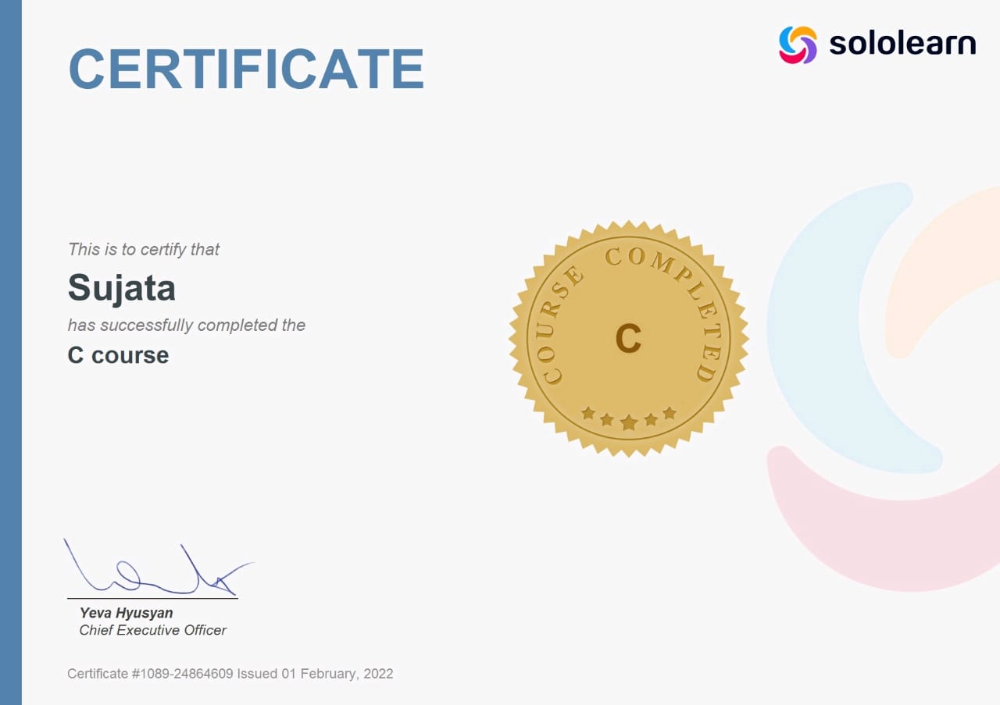 CERTIFICATE
sololearn
This is to certify that
Sujata
has successfully completed the
C course
COURSE COMPLETED
C
Yeva Hyusyan
Chief Executive Officer
Certificate #1089-24864609 Issued 01 February, 2022